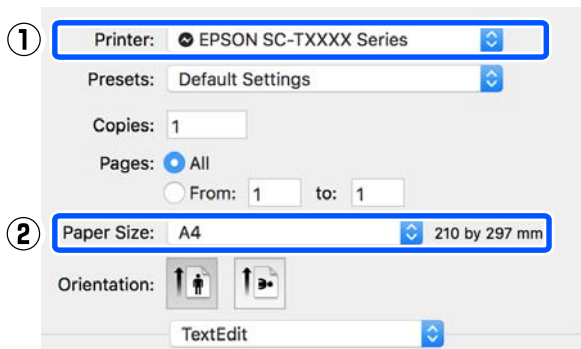 ① Printer: EPSON SC-TXXXX Series
Presets: Default Settings
Copies: 1
Pages: All
From: 1 to: 1
② Paper Size: A4 210 by 297 mm
Orientation:
TextEdit